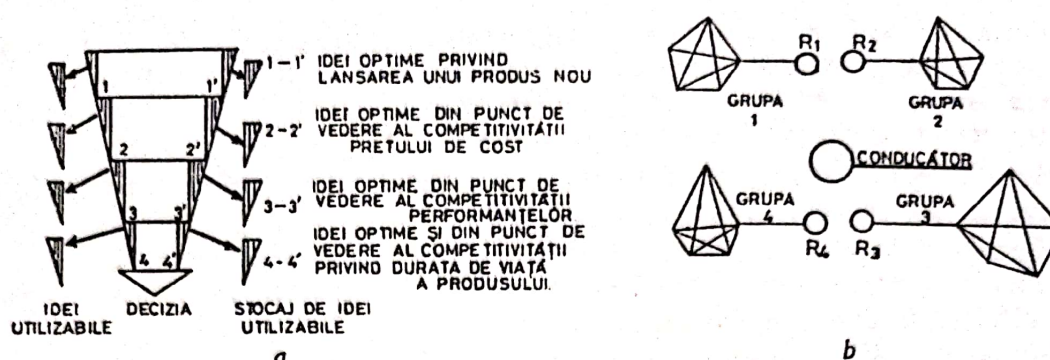 1-1' IDEI OPTIME PRIVIND
LANSAREA UNUI PRODUS NOU
1 1'
IDEI OPTIME DIN PUNCT DE
2-2' VEDERE AL COMPETITIVITĂȚII
PREȚULUI DE COST
2 2'
IDEI OPTIME DIN PUNCT DE
3-3' VEDERE AL COMPETITIVITĂȚII
PERFORMANȚELOR
3 3'
IDEI OPTIME ȘI DIN PUNCT DE
VEDERE AL COMPETITIVITĂȚII
4-4' PRIVIND DURATA DE VIAȚĂ
A PRODUSULUI.
4 4'
IDEI
UTILIZABILE
DECIZIA
STOCAJ DE IDEI
UTILIZABILE
a
R1 R2
GRUPA
1
GRUPA
2
CONDUCĂTOR
GRUPA
4
GRUPA
3
R4 R3
b